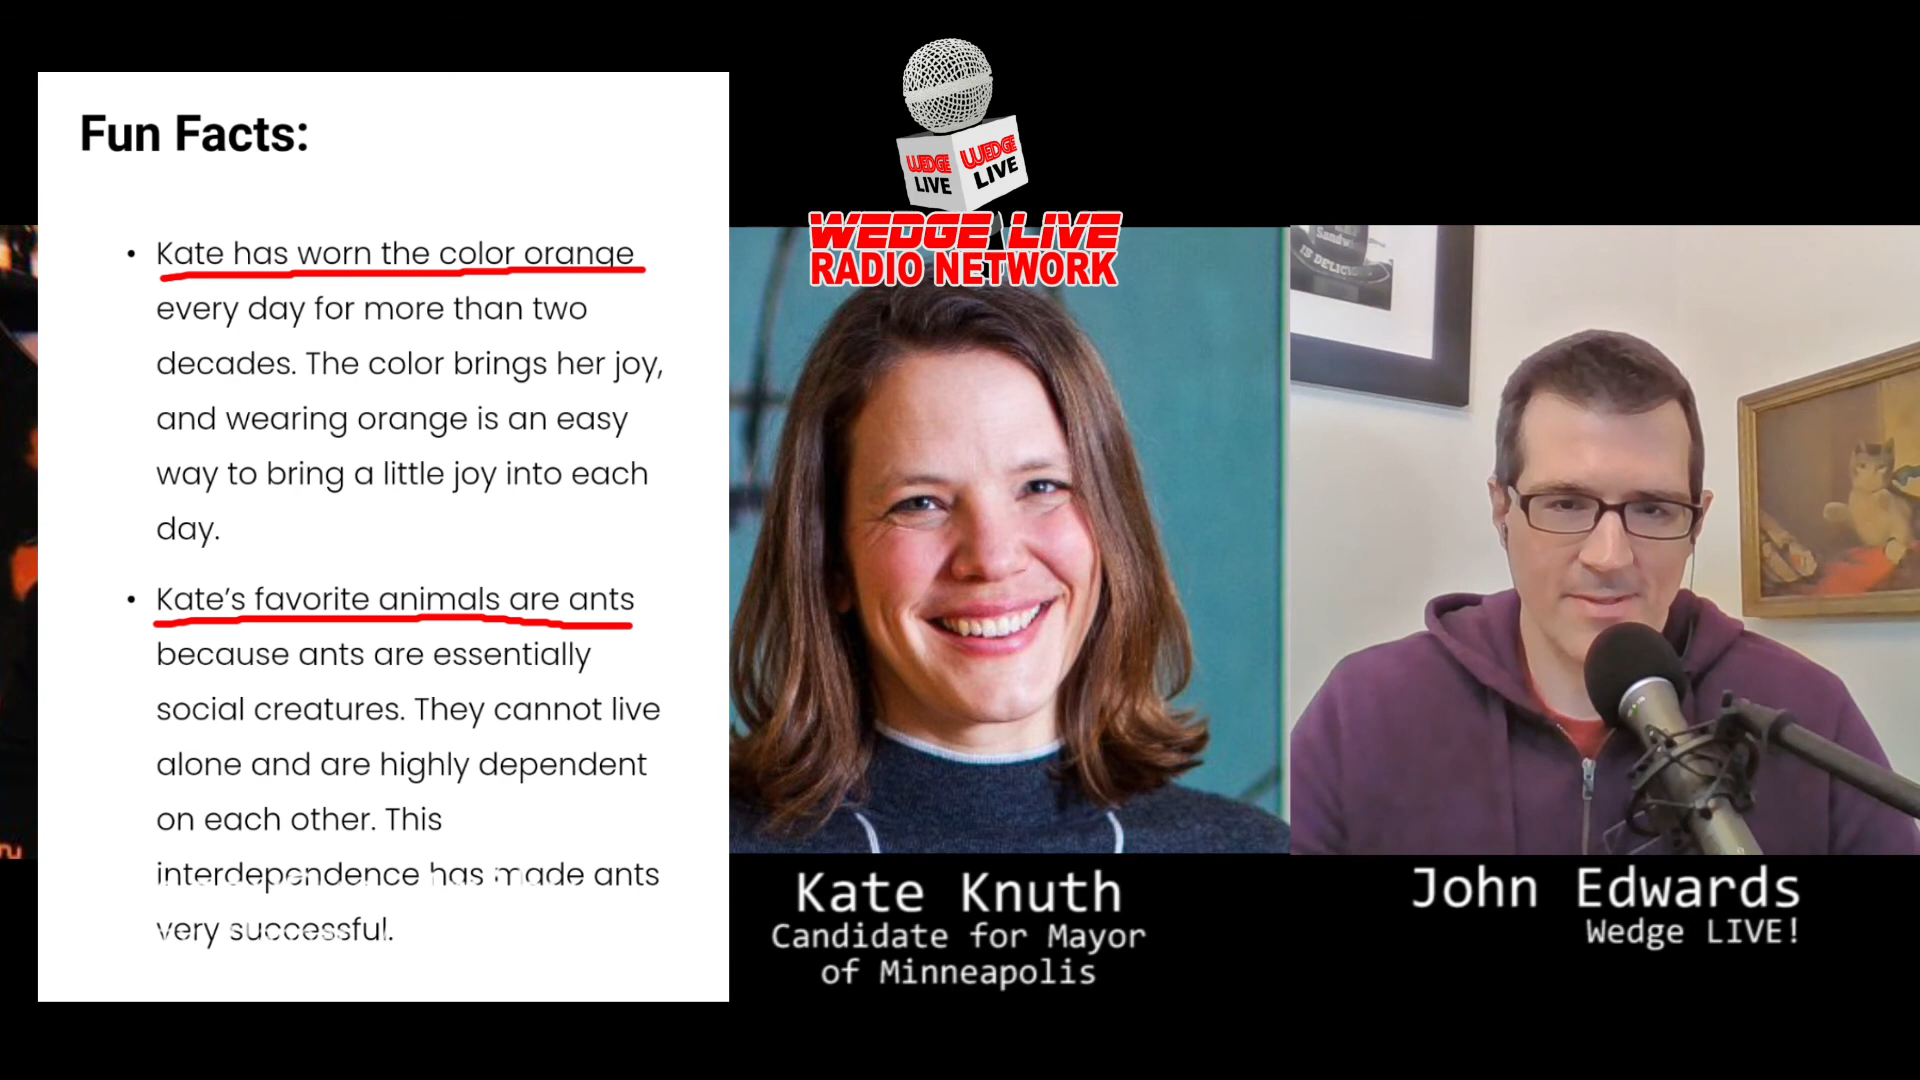 Fun Facts:
• Kate has worn the color orange
every day for more than two
decades. The color brings her joy,
and wearing orange is an easy
way to bring a little joy into each
day.
• Kate's favorite animals are ants
because ants are essentially
social creatures. They cannot live
alone and are highly dependent
on each other. This
interdependence has made ants
very successful.
WEDGE
LIVE
WEDGE
LIVE
WEDGE LIVE
RADIO NETWORK
Kate Knuth
Candidate for Mayor
of Minneapolis
IS DELICIO
John Edwards
Wedge LIVE!
ru